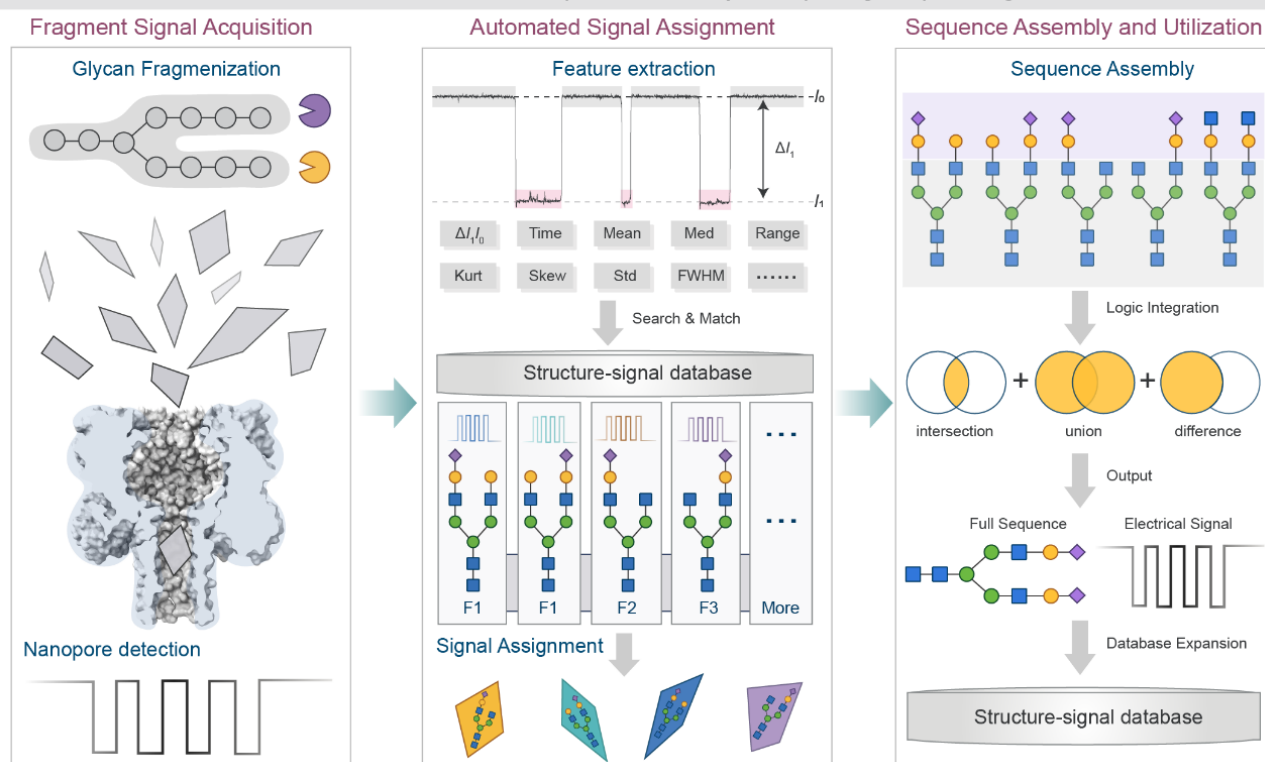 Fragment Signal Acquisition
Glycan Fragmenization
Nanopore detection
Automated Signal Assignment
Feature extraction
I₀
ΔI₁
I₁
ΔI₁I₀ Time Mean Med Range
Kurt Skew Std FWHM ······
Search & Match
Structure-signal database
F1 F1 F2 F3 More
Signal Assignment
Sequence Assembly and Utilization
Sequence Assembly
Logic Integration
+ +
intersection union difference
Output
Full Sequence Electrical Signal
Database Expansion
Structure-signal database